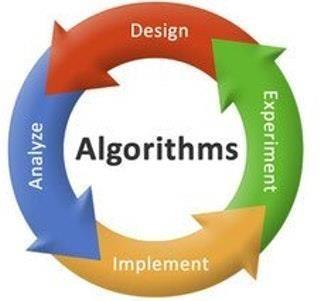 Design
Analyze
Algorithms
Experiment
Implement